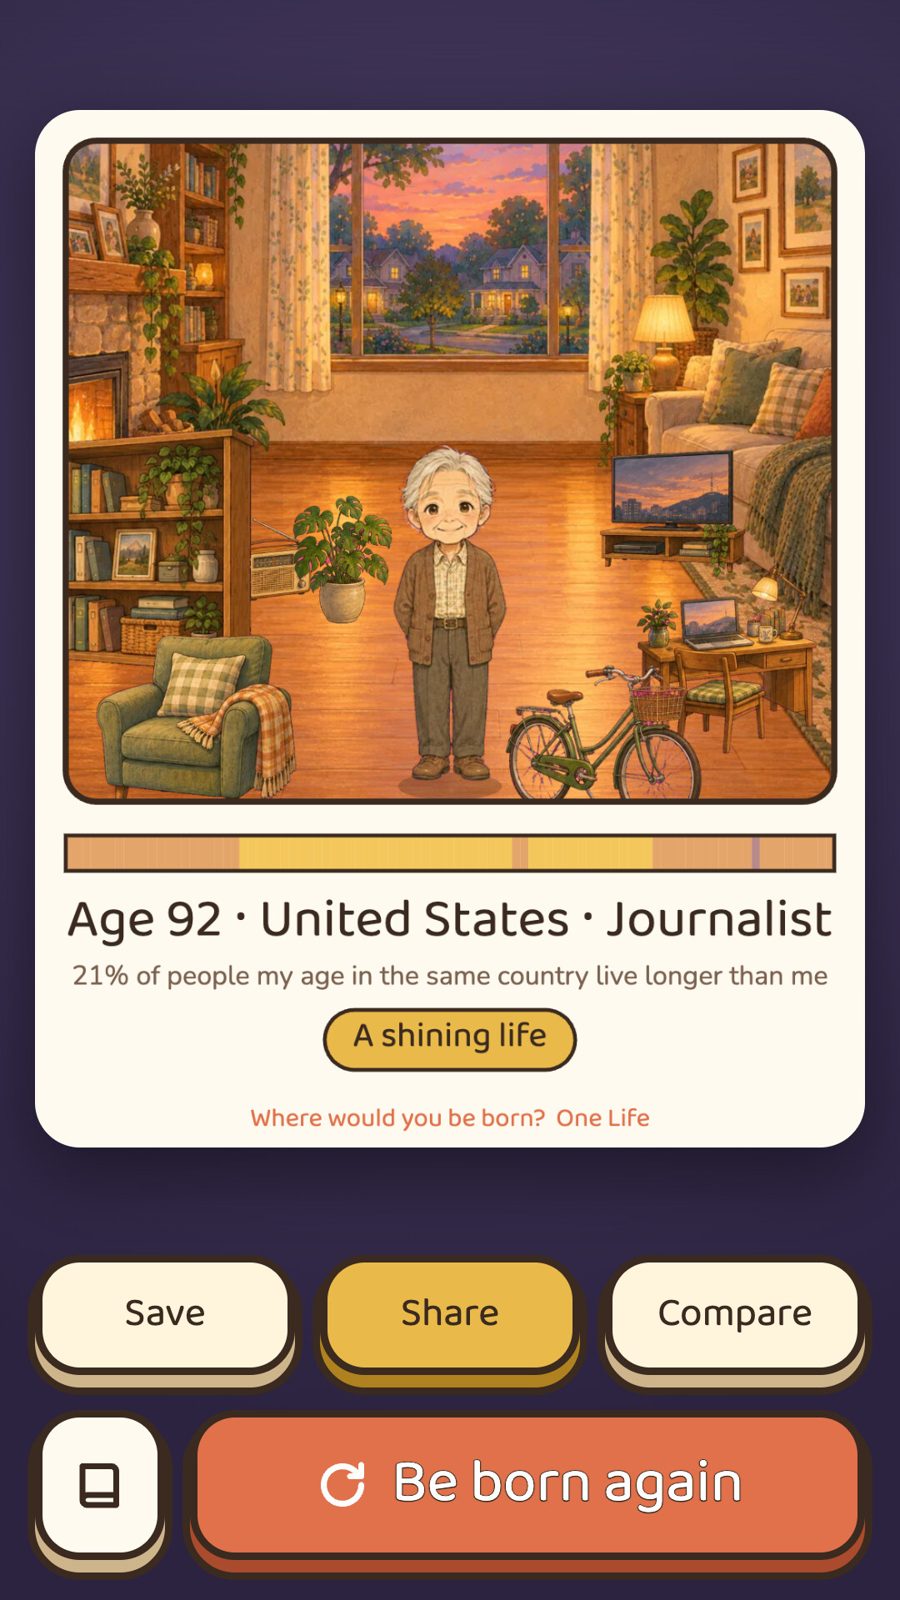 Age 92 · United States · Journalist
21% of people my age in the same country live longer than me
A shining life
Where would you be born? One Life
Save
Share
Compare
Be born again